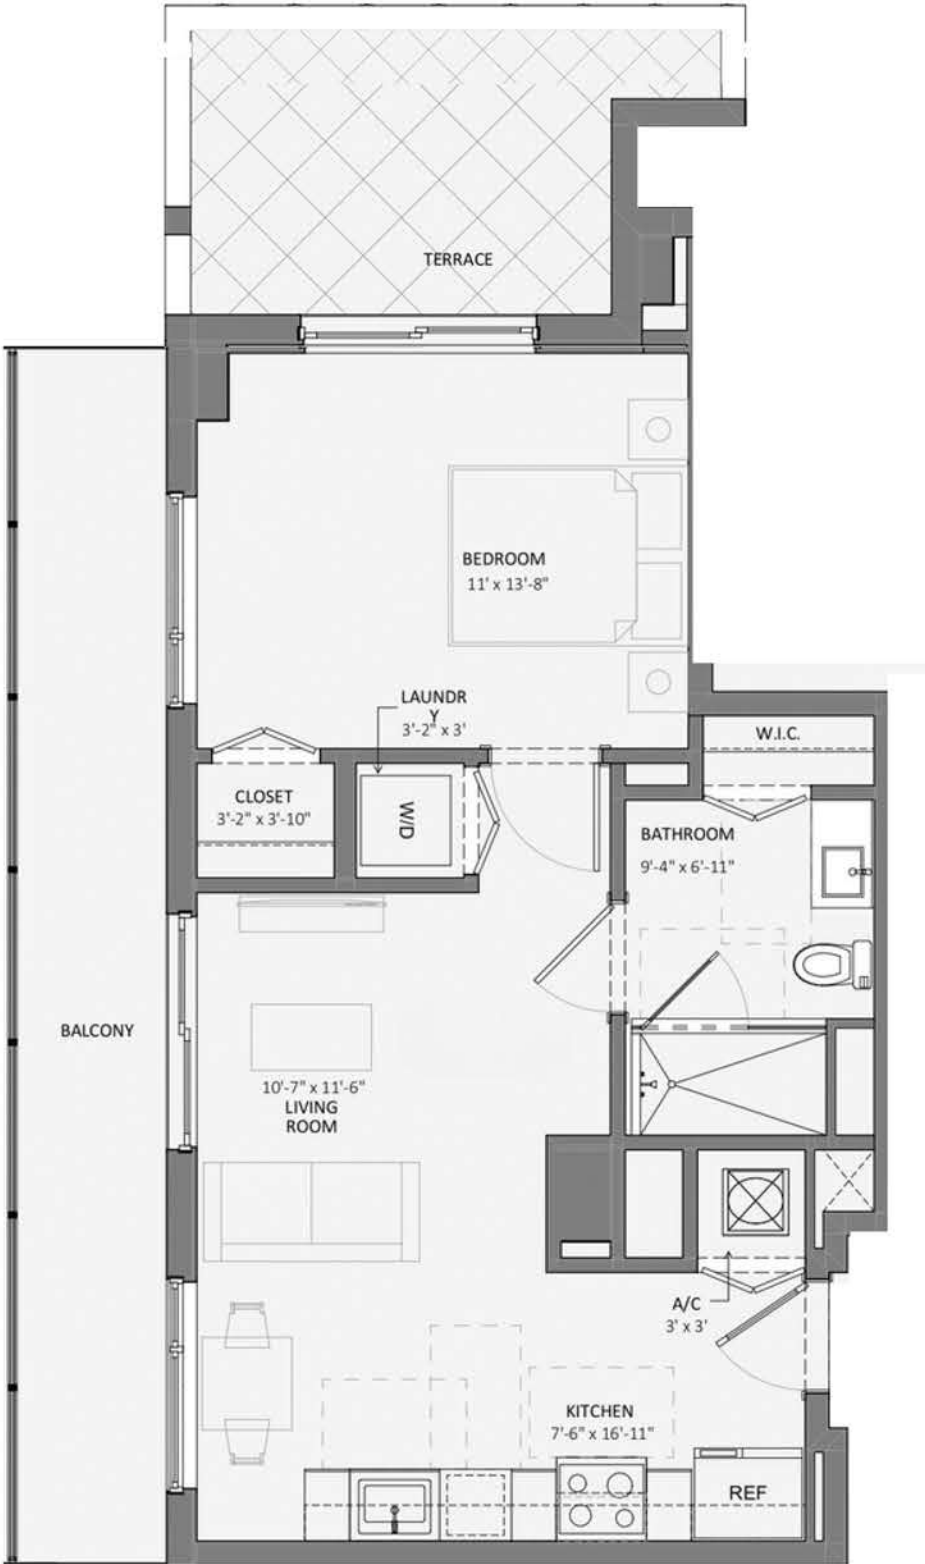 TERRACE
BEDROOM
11' x 13'-8"
LAUNDR
Y
3'-2" x 3'
W.I.C.
CLOSET
3'-2" x 3'-10"
W/D
BATHROOM
9'-4" x 6'-11"
BALCONY
10'-7" x 11'-6"
LIVING
ROOM
A/C
3' x 3'
KITCHEN
7'-6" x 16'-11"
REF